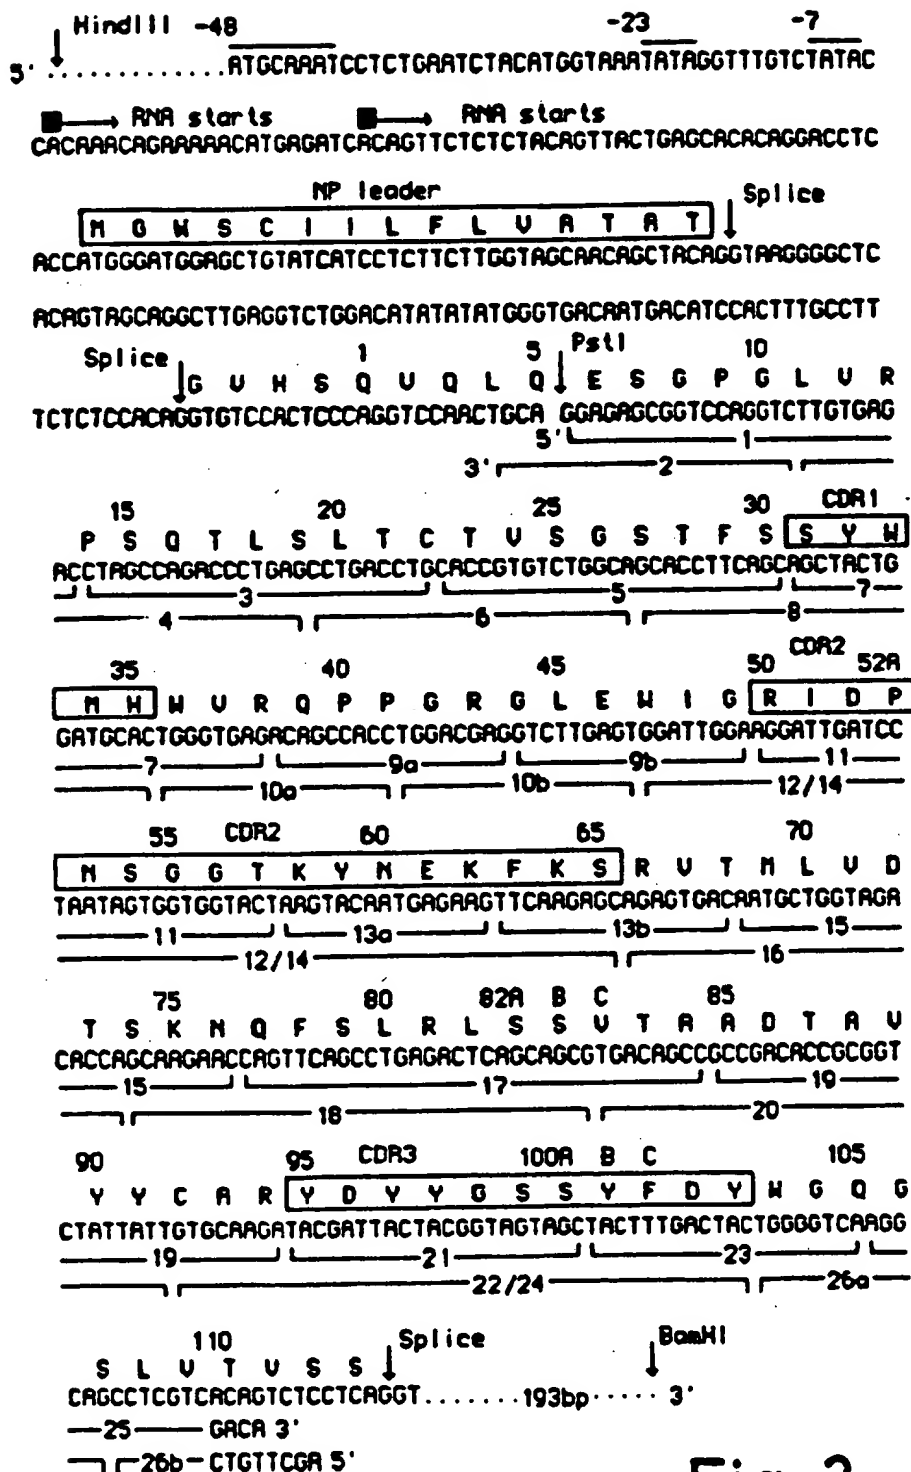 HindIII -48 -23 -7
5' .............ATGCAAATCCTCTGAATCTACATGGTAAATATAGGTTTGTCTATAC
RNA starts RNA starts
CACAAACAGAAAAACATGAGATCACAGTTCTCTCTACAGTTACTGAGCACACAGGACCTC
NP leader Splice
M G W S C I I L F L V A T A T
ACCATGGGATGGAGCTGTATCATCCTCTTCTTGGTAGCAACAGCTACAGGTAAGGGGCTC
ACAGTAGCAGGCTTGAGGTCTGGACATATATATGGGTGACAATGACATCCACTTTGCCTT
Splice 1 5 PstI 10
G V H S Q V Q L Q E S G P G L V R
TCTCTCCACAGGTGTCCACTCCCAGGTCCAACTGCA GGAGAGCGGTCCAGGTCTTGTGAG
5' 1
3' 2
15 20 25 30 CDR1
P S Q T L S L T C T V S G S T F S S Y W
ACCTAGCCAGACCCTGAGCCTGACCTGCACCGTGTCTGGCAGCACCTTCAGCAGCTACTG
3 5 7
4 6 8
35 40 45 50 CDR2 52A
M H W V R Q P P G R G L E W I G R I D P
GATGCACTGGGTGAGACAGCCACCTGGACGAGGTCTTGAGTGGATTGGAAGGATTGATCC
7 9a 9b 11
10a 10b 12/14
55 CDR2 60 65 70
N S G G T K Y N E K F K S R V T M L V D
TAATAGTGGTGGTACTAAGTACAATGAGAAGTTCAAGAGCAGAGTGACAATGCTGGTAGA
11 13a 13b 15
12/14 16
75 80 82A B C 85
T S K N Q F S L R L S S V T A A D T A V
CACCAGCAAGAACCAGTTCAGCCTGAGACTCAGCAGCGTGACAGCCGCCGACACCGCGGT
15 17 19
18 20
90 95 CDR3 100A B C 105
Y Y C A R Y D Y Y G S S Y F D Y W G Q G
CTATTATTGTGCAAGATACGATTACTACGGTAGTAGCTACTTTGACTACTGGGGTCAAGG
19 21 23
22/24 26a
110 Splice BamHI
S L V T V S S
CAGCCTCGTCACAGTCTCCTCAGGT.......193bp..... 3'
25 GACA 3'
26b CTGTTCGA 5'